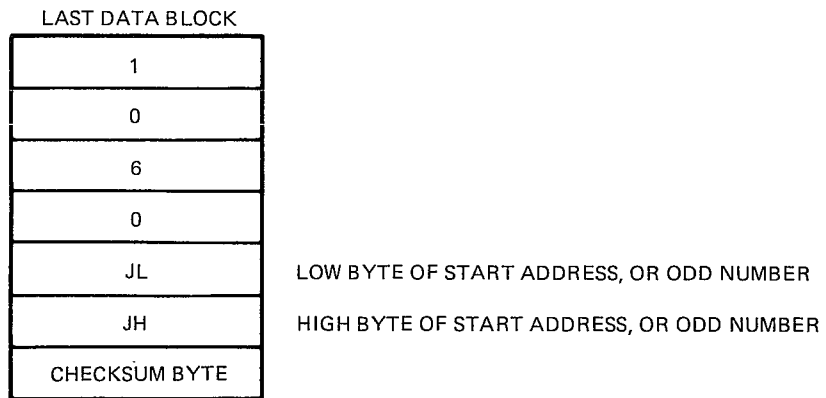 LAST DATA BLOCK
1
0
6
0
JL LOW BYTE OF START ADDRESS, OR ODD NUMBER
JH HIGH BYTE OF START ADDRESS, OR ODD NUMBER
CHECKSUM BYTE